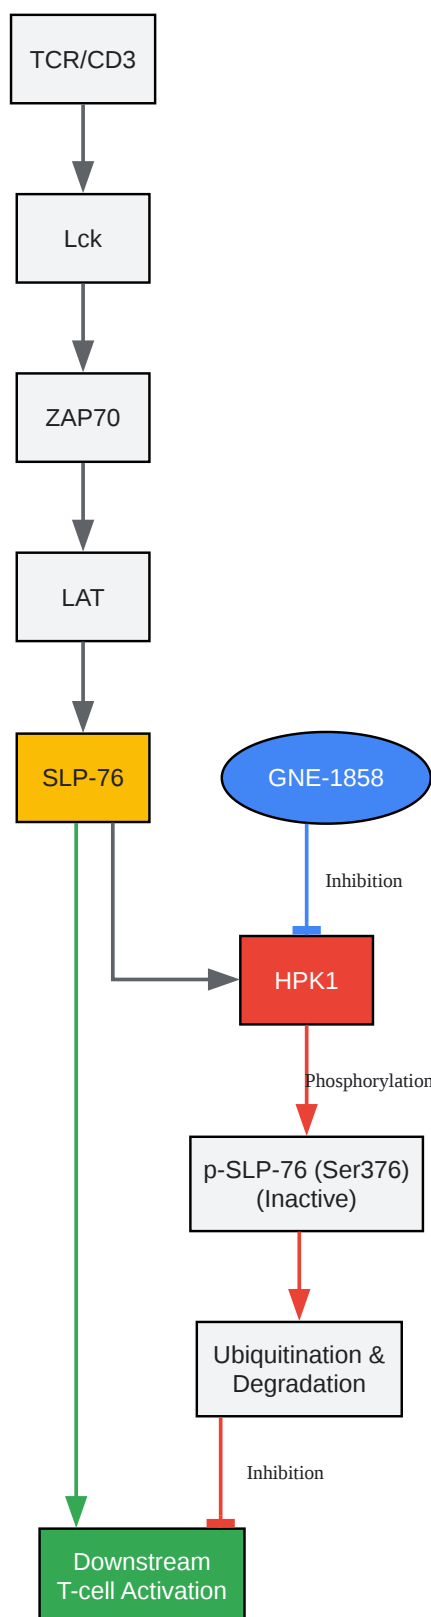 TCR/CD3
Lck
ZAP70
LAT
SLP-76
GNE-1858
Inhibition
HPK1
Phosphorylation
p-SLP-76 (Ser376)
(Inactive)
Ubiquitination &
Degradation
Inhibition
Downstream
T-cell Activation